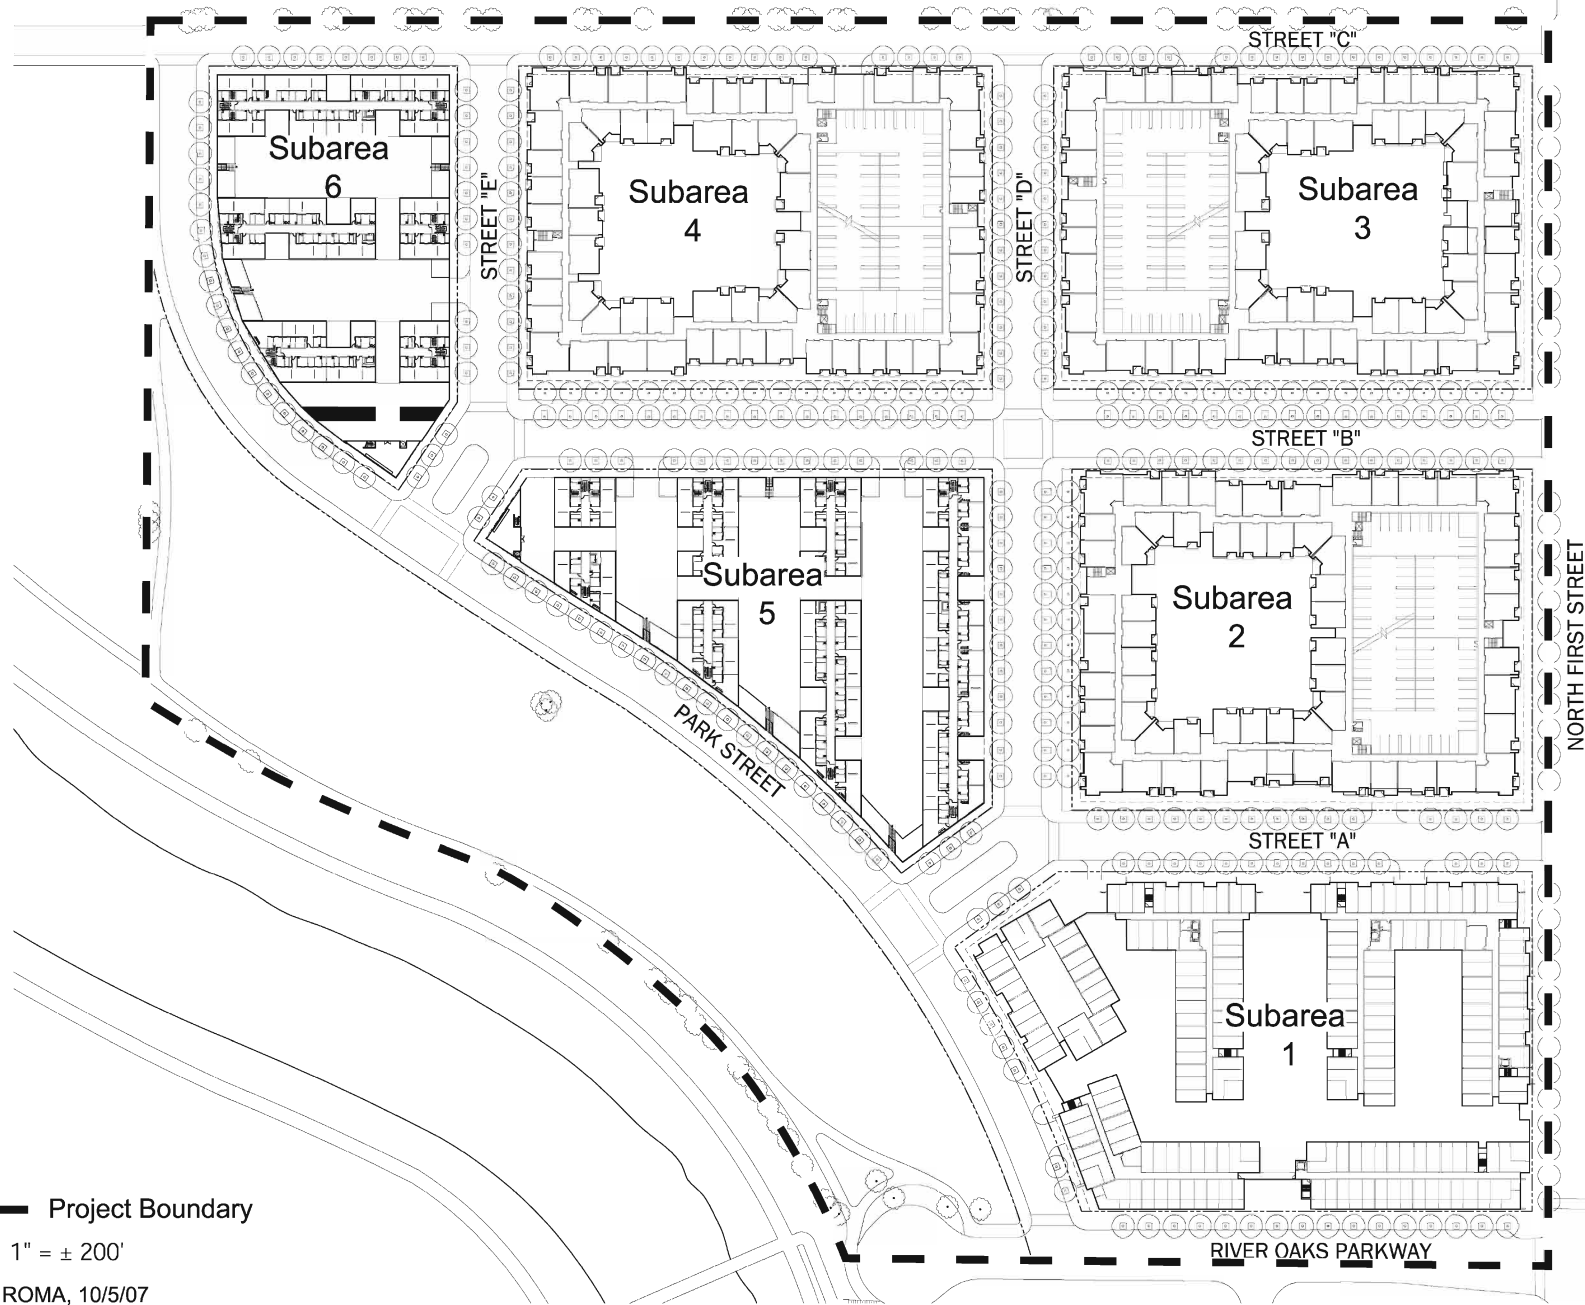 STREET "C"
Subarea
6
Subarea
4
Subarea
3
STREET "E"
STREET "D"
STREET "B"
Subarea
5
Subarea
2
NORTH FIRST STREET
PARK STREET
STREET "A"
Subarea
1
Project Boundary
1" = ± 200'
RIVER OAKS PARKWAY
ROMA, 10/5/07